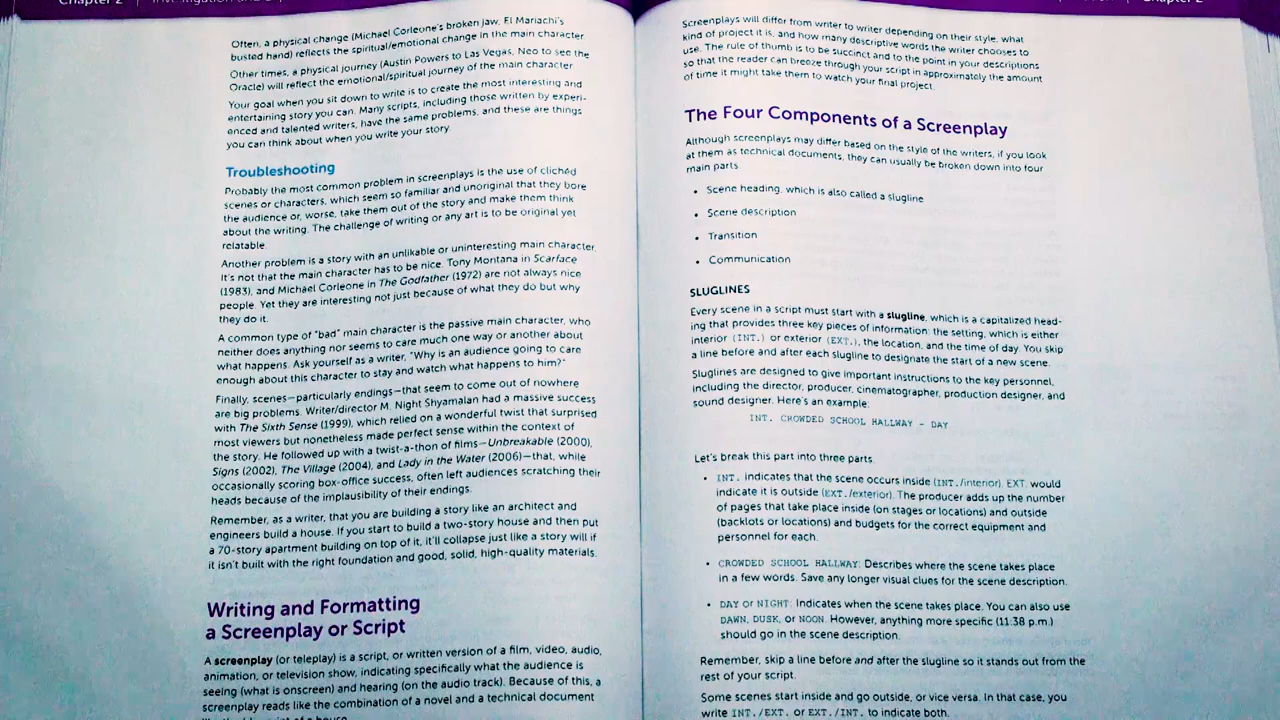 Chapter 2
Often, a physical change (Michael Corleone's broken jaw, El Mariachi's
busted hand) reflects the spiritual/emotional change in the main character.
Other times, a physical journey (Austin Powers to Las Vegas, Neo to see the
Oracle) will reflect the emotional/spiritual journey of the main character.
Your goal when you sit down to write is to create the most interesting and
entertaining story you can. Many scripts, including those written by experi-
enced and talented writers, have the same problems, and these are things
you can think about when you write your story.
Troubleshooting
Probably the most common problem in screenplays is the use of clichéd
scenes or characters, which seem so familiar and unoriginal that they bore
the audience or, worse, take them out of the story and make them think
about the writing. The challenge of writing or any art is to be original yet
relatable.
Another problem is a story with an unlikable or uninteresting main character.
It's not that the main character has to be nice. Tony Montana in Scarface
(1983), and Michael Corleone in The Godfather (1972) are not always nice
people. Yet they are interesting not just because of what they do but why
they do it.
A common type of "bad" main character is the passive main character, who
neither does anything nor seems to care much one way or another about
what happens. Ask yourself as a writer, "Why is an audience going to care
enough about this character to stay and watch what happens to him?"
Finally, scenes—particularly endings—that seem to come out of nowhere
are big problems. Writer/director M. Night Shyamalan had a massive success
with The Sixth Sense (1999), which relied on a wonderful twist that surprised
most viewers but nonetheless made perfect sense within the context of
the story. He followed up with a twist-a-thon of films—Unbreakable (2000),
Signs (2002), The Village (2004), and Lady in the Water (2006)—that, while
occasionally scoring box-office success, often left audiences scratching their
heads because of the implausibility of their endings.
Remember, as a writer, that you are building a story like an architect and
engineers build a house. If you start to build a two-story house and then put
a 70-story apartment building on top of it, it'll collapse just like a story will if
it isn't built with the right foundation and good, solid, high-quality materials.
Writing and Formatting
a Screenplay or Script
A screenplay (or teleplay) is a script, or written version of a film, video, audio,
animation, or television show, indicating specifically what the audience is
seeing (what is onscreen) and hearing (on the audio track). Because of this, a
screenplay reads like the combination of a novel and a technical document
Chapter 2
Screenplays will differ from writer to writer depending on their style, what
kind of project it is, and how many descriptive words the writer chooses to
use. The rule of thumb is to be succinct and to the point in your descriptions
so that the reader can breeze through your script in approximately the amount
of time it might take them to watch your final project.
The Four Components of a Screenplay
Although screenplays may differ based on the style of the writers, if you look
at them as technical documents, they can usually be broken down into four
main parts.
• Scene heading, which is also called a slugline
• Scene description
• Transition
• Communication
SLUGLINES
Every scene in a script must start with a slugline, which is a capitalized head-
ing that provides three key pieces of information: the setting, which is either
interior (INT.) or exterior (EXT.), the location, and the time of day. You skip
a line before and after each slugline to designate the start of a new scene.
Sluglines are designed to give important instructions to the key personnel,
including the director, producer, cinematographer, production designer, and
sound designer. Here's an example:
INT. CROWDED SCHOOL HALLWAY - DAY
Let's break this part into three parts.
• INT. indicates that the scene occurs inside (INT./interior). EXT. would
indicate it is outside (EXT./exterior). The producer adds up the number
of pages that take place inside (on stages or locations) and outside
(backlots or locations) and budgets for the correct equipment and
personnel for each.
• CROWDED SCHOOL HALLWAY: Describes where the scene takes place
in a few words. Save any longer visual clues for the scene description.
• DAY or NIGHT: Indicates when the scene takes place. You can also use
DAWN, DUSK, or NOON. However, anything more specific (11:38 p.m.)
should go in the scene description.
Remember, skip a line before and after the slugline so it stands out from the
rest of your script.
Some scenes start inside and go outside, or vice versa. In that case, you
write INT./EXT. or EXT./INT. to indicate both.